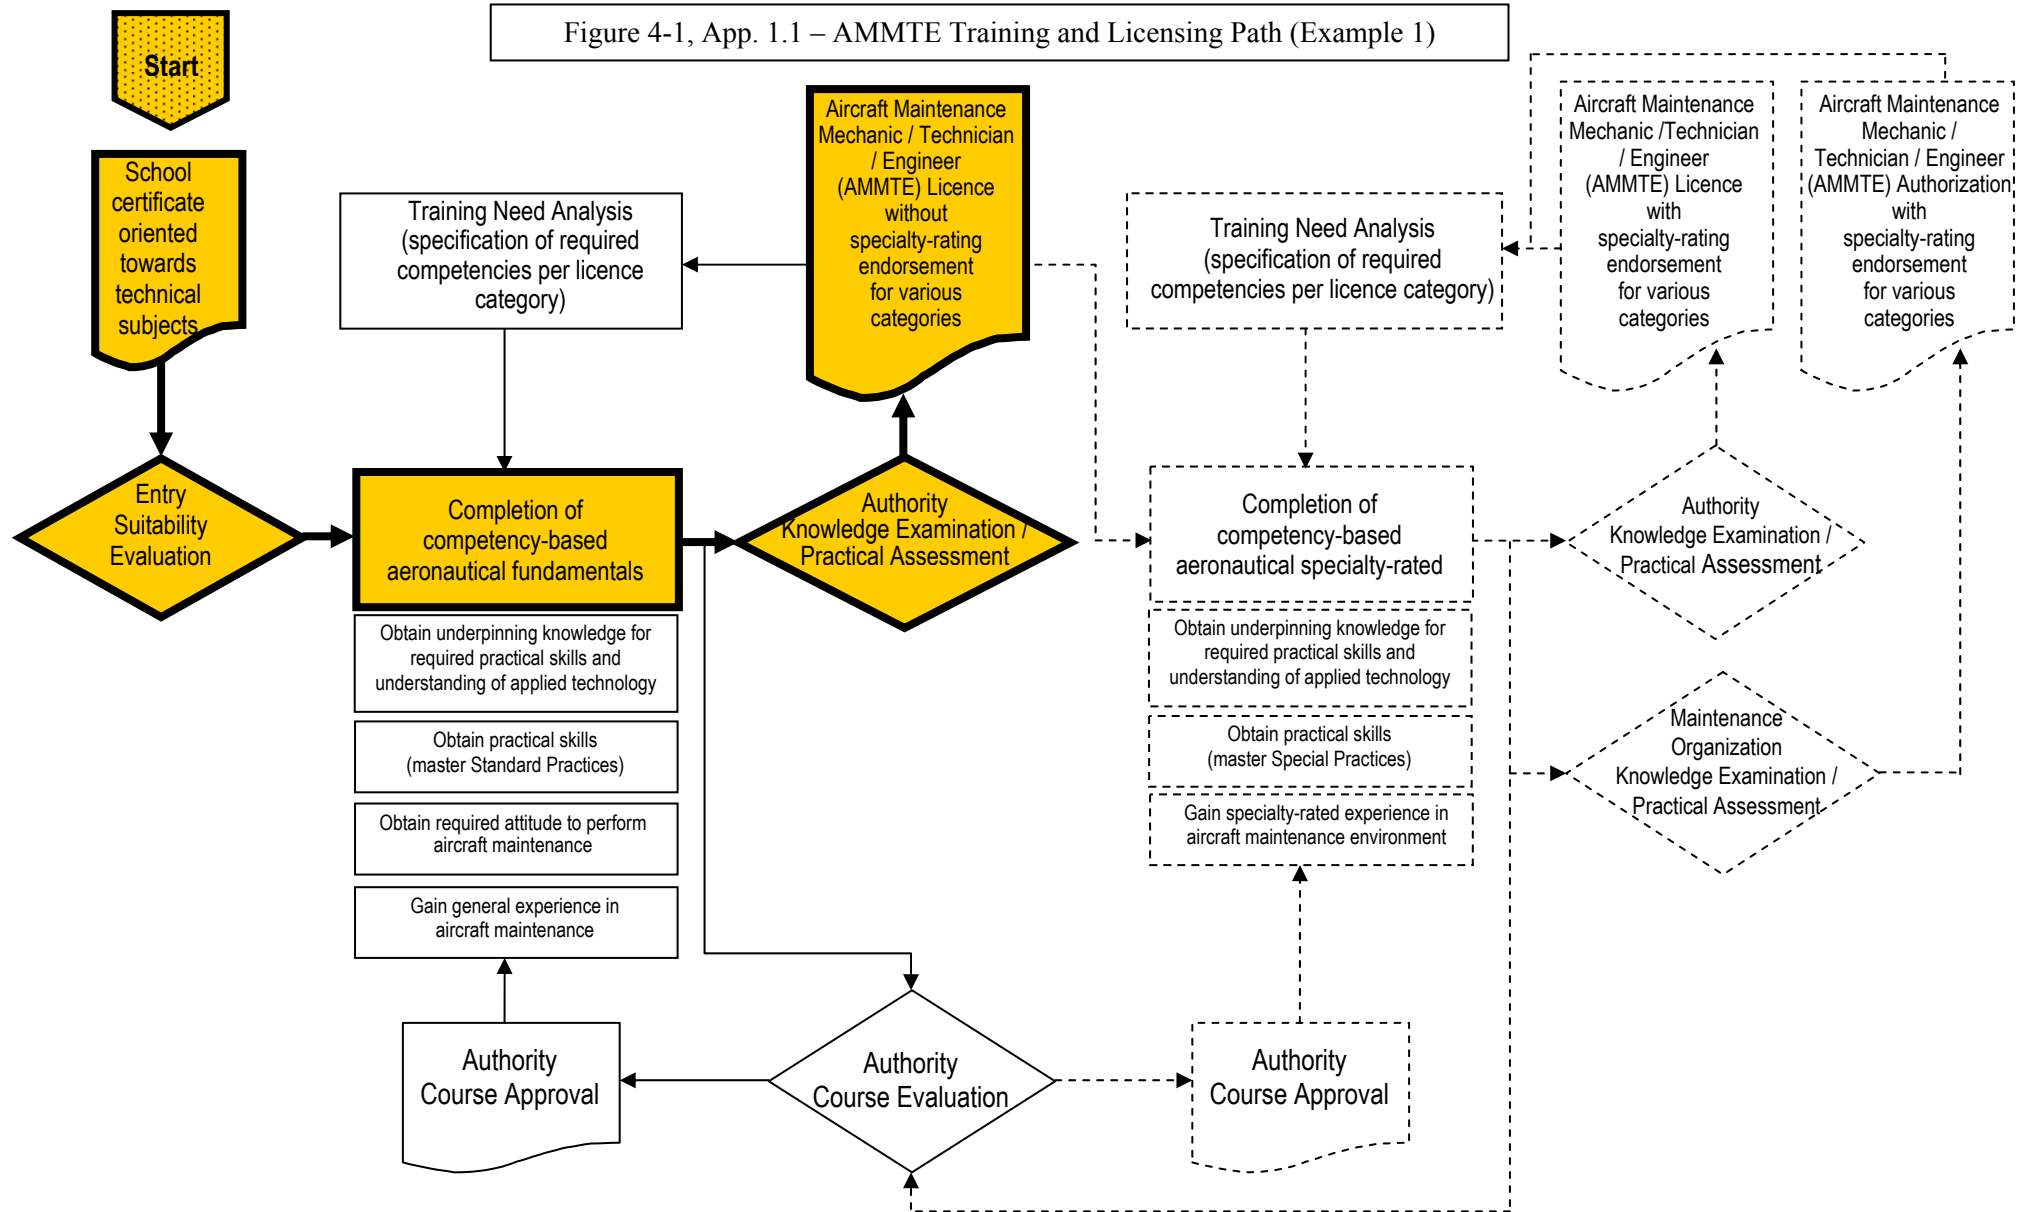 Figure 4-1, App. 1.1 – AMMTE Training and Licensing Path (Example 1)
Start
School
certificate
oriented
towards
technical
subjects
Entry
Suitability
Evaluation
Training Need Analysis
(specification of required
competencies per licence
category)
Completion of
competency-based
aeronautical fundamentals
Obtain underpinning knowledge for
required practical skills and
understanding of applied technology
Obtain practical skills
(master Standard Practices)
Obtain required attitude to perform
aircraft maintenance
Gain general experience in
aircraft maintenance
Authority
Course Approval
Aircraft Maintenance
Mechanic / Technician
/ Engineer
(AMMTE) Licence
without
specialty-rating
endorsement
for various
categories
Authority
Knowledge Examination /
Practical Assessment
Authority
Course Evaluation
Training Need Analysis
(specification of required
competencies per licence category)
Completion of
competency-based
aeronautical specialty-rated
Obtain underpinning knowledge for
required practical skills and
understanding of applied technology
Obtain practical skills
(master Special Practices)
Gain specialty-rated experience in
aircraft maintenance environment
Authority
Course Approval
Aircraft Maintenance
Mechanic /Technician
/ Engineer
(AMMTE) Licence
with
specialty-rating
endorsement
for various
categories
Aircraft Maintenance
Mechanic /
Technician / Engineer
(AMMTE) Authorization
with
specialty-rating
endorsement
for various
categories
Authority
Knowledge Examination /
Practical Assessment
Maintenance
Organization
Knowledge Examination /
Practical Assessment